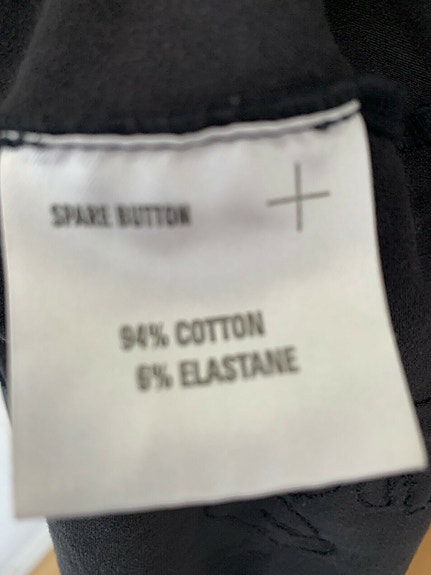 SPARE BUTTON
94% COTTON
6% ELASTANE